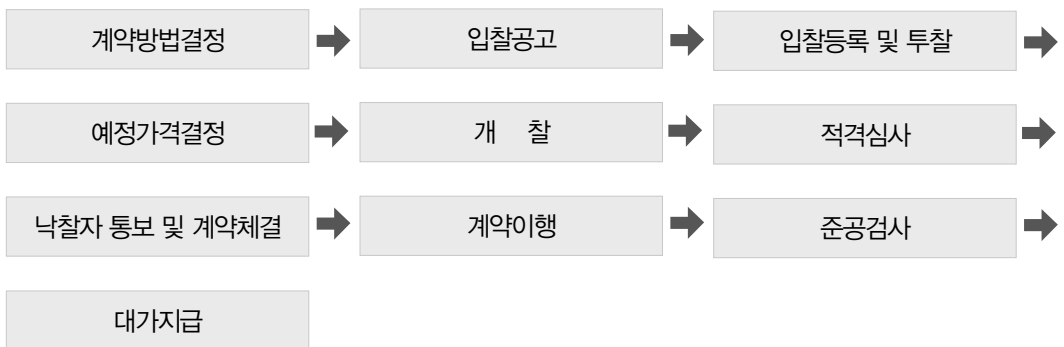 계약방법결정 입찰공고 입찰등록 및 투찰
예정가격결정 개 찰 적격심사
낙찰자 통보 및 계약체결 계약이행 준공검사
대가지급